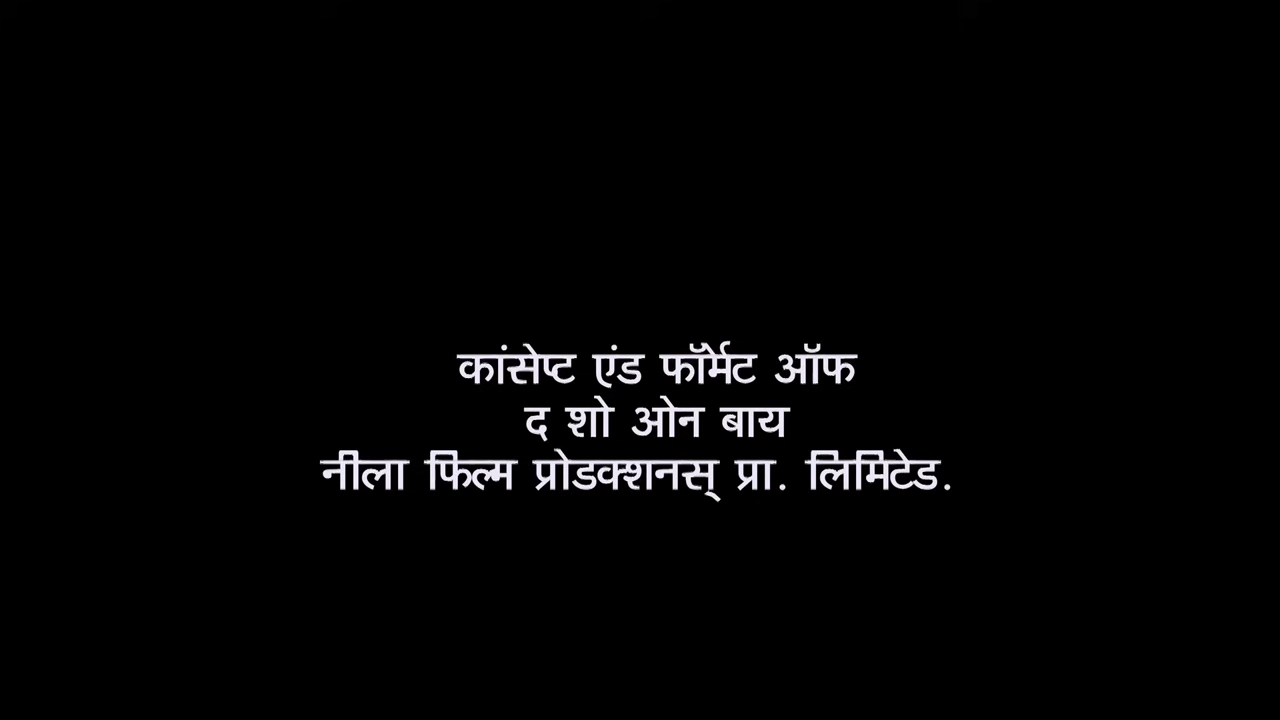 कांसेप्ट एंड फॉर्मेट ऑफ
द शो ओन बाय
नीला फिल्म प्रोडक्शनस् प्रा. लिमिटेड.